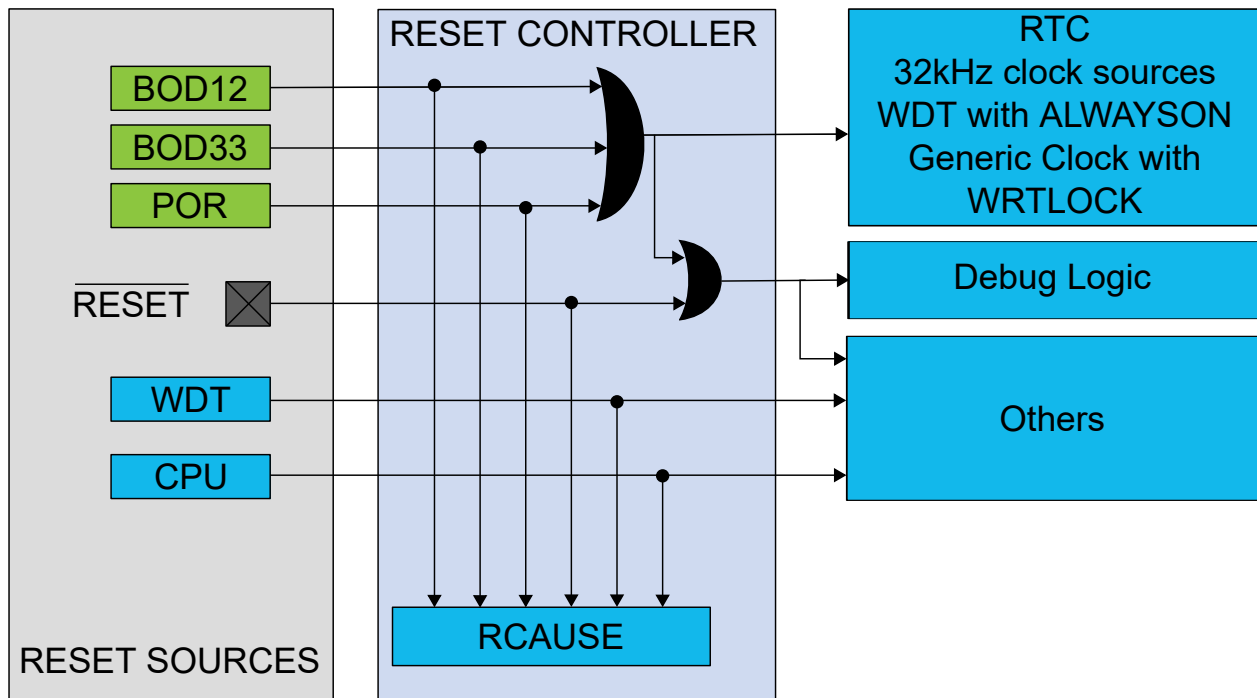 RESET CONTROLLER
BOD12
BOD33
POR
RESET
WDT
CPU
RESET SOURCES
RCAUSE
RTC
32kHz clock sources
WDT with ALWAYSON
Generic Clock with
WRTLOCK
Debug Logic
Others